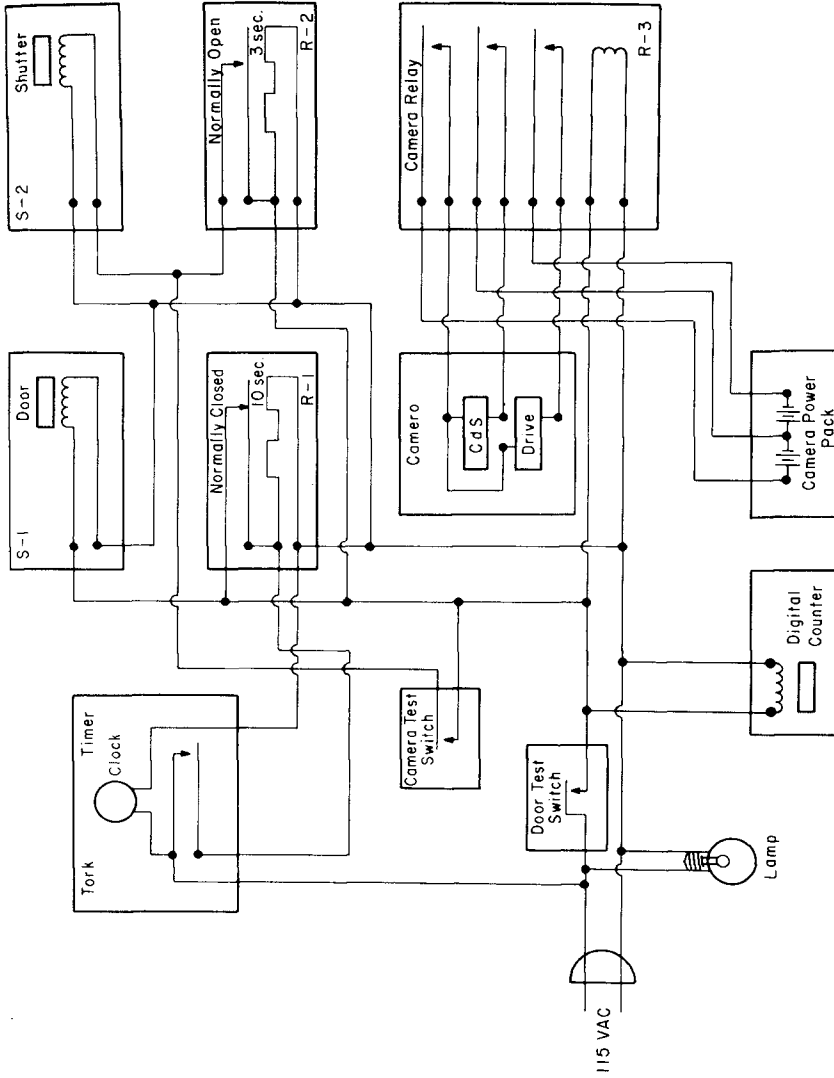 S-2
Shutter
Normally Open
3 sec.
R-2
Camera Relay
R-3
S-1
Door
Normally Closed
10 sec.
R-1
Camero
CdS
Drive
Camera Power
Pack
Tork
Timer
Clock
Camera Test
Switch
Door Test
Switch
Digital
Counter
Lamp
115 VAC